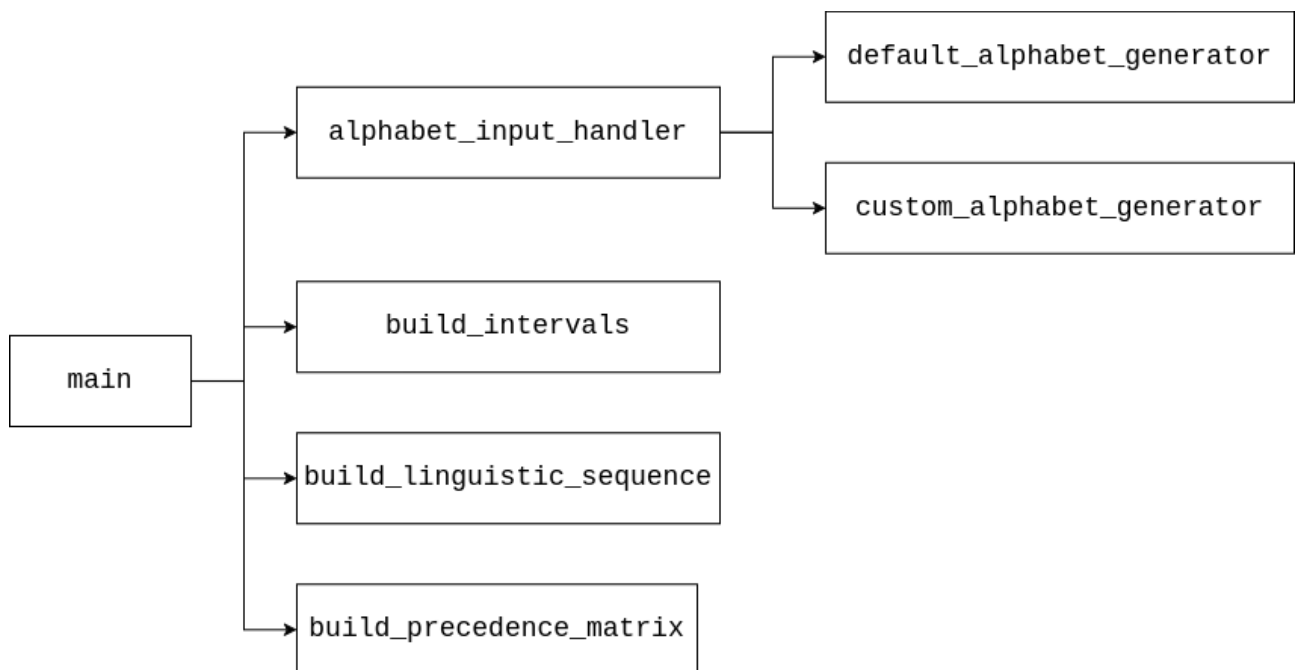 default_alphabet_generator
alphabet_input_handler
custom_alphabet_generator
build_intervals
main
build_linguistic_sequence
build_precedence_matrix